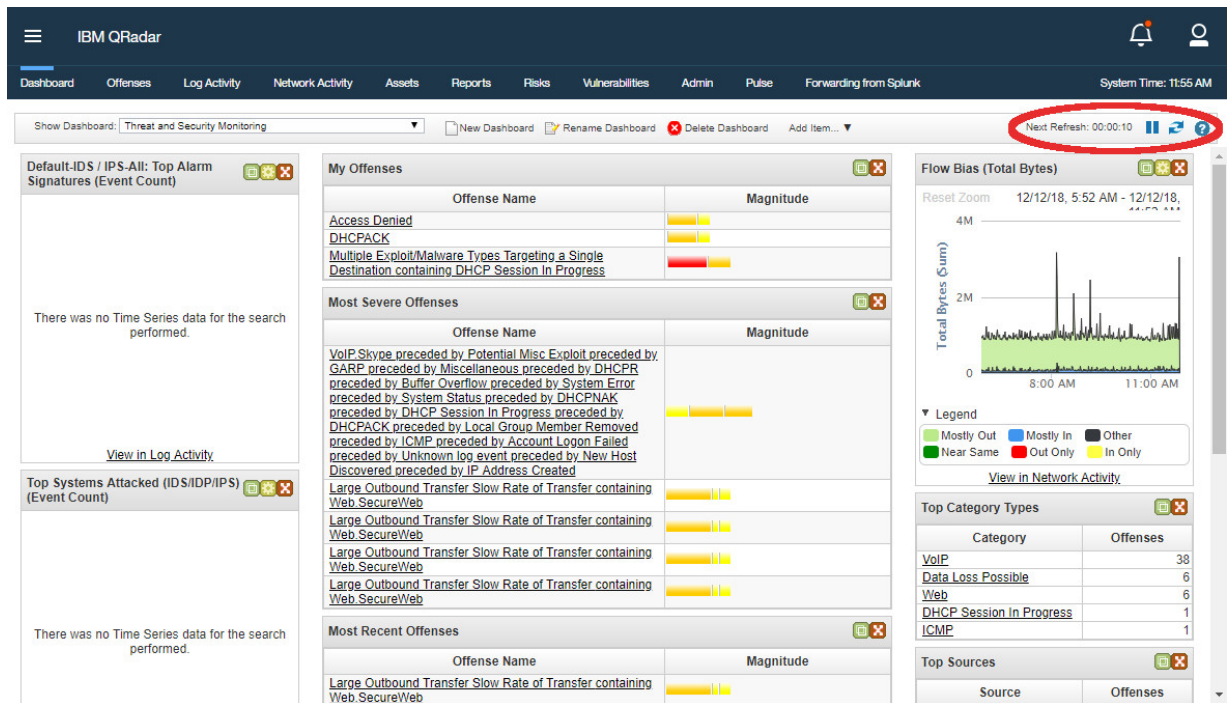 IBM QRadar
Dashboard Offenses Log Activity Network Activity Assets Reports Risks Vulnerabilities Admin Pulse Forwarding from Splunk System Time: 11:55 AM
Show Dashboard: Threat and Security Monitoring New Dashboard Rename Dashboard Delete Dashboard Add Item... ▼ Next Refresh: 00:00:10
Default-IDS / IPS-All: Top Alarm
Signatures (Event Count)
There was no Time Series data for the search
performed.
View in Log Activity
Top Systems Attacked (IDS/IDP/IPS)
(Event Count)
There was no Time Series data for the search
performed.
My Offenses
Offense Name Magnitude
Access Denied
DHCPACK
Multiple Exploit/Malware Types Targeting a Single
Destination containing DHCP Session In Progress
Most Severe Offenses
Offense Name Magnitude
VoIP.Skype preceded by Potential Misc Exploit preceded by
GARP preceded by Miscellaneous preceded by DHCPR
preceded by Buffer Overflow preceded by System Error
preceded by System Status preceded by DHCPNAK
preceded by DHCP Session In Progress preceded by
DHCPACK preceded by Local Group Member Removed
preceded by ICMP preceded by Account Logon Failed
preceded by Unknown log event preceded by New Host
Discovered preceded by IP Address Created
Large Outbound Transfer Slow Rate of Transfer containing
Web.SecureWeb
Large Outbound Transfer Slow Rate of Transfer containing
Web.SecureWeb
Large Outbound Transfer Slow Rate of Transfer containing
Web.SecureWeb
Large Outbound Transfer Slow Rate of Transfer containing
Web.SecureWeb
Most Recent Offenses
Offense Name Magnitude
Large Outbound Transfer Slow Rate of Transfer containing
Web.SecureWeb
Flow Bias (Total Bytes)
Reset Zoom 12/12/18, 5:52 AM - 12/12/18,
4M
2M
0
Total Bytes (Sum)
8:00 AM 11:00 AM
▼ Legend
Mostly Out Mostly In Other
Near Same Out Only In Only
View in Network Activity
Top Category Types
Category Offenses
VoIP 38
Data Loss Possible 6
Web 6
DHCP Session In Progress 1
ICMP 1
Top Sources
Source Offenses